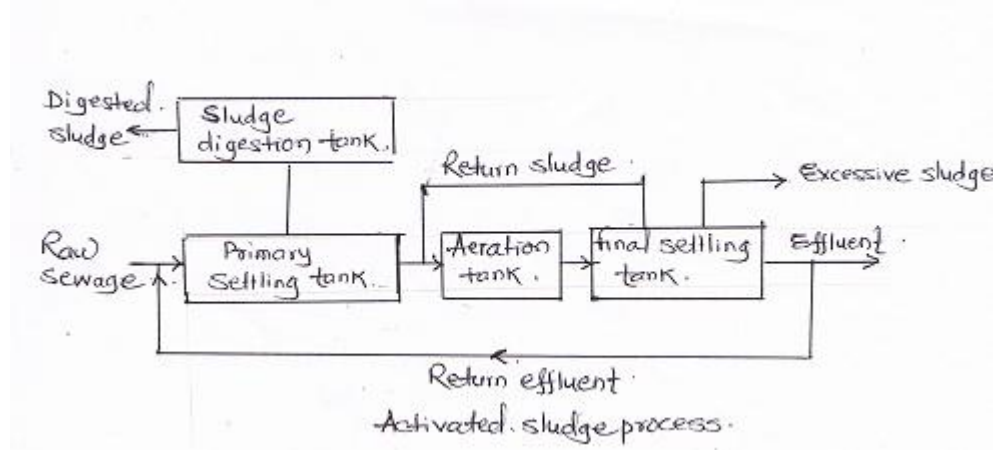 Digested.
sludge
Sludge
digestion tank.
Return sludge.
Excessive sludge
Raw
sewage
Primary
Settling tank.
Aeration
tank.
final settling
tank.
Effluent.
Return effluent.
Activated. sludge process.